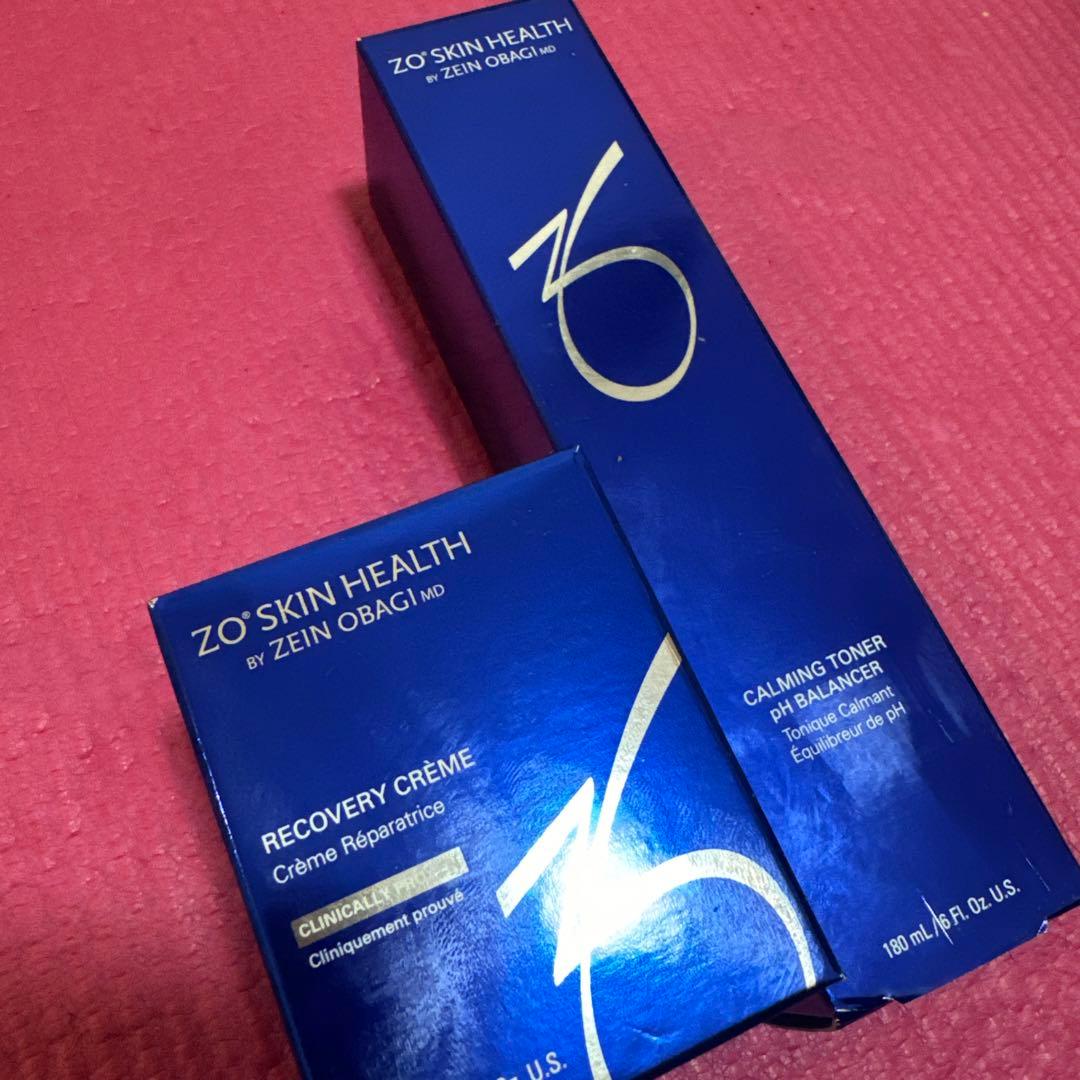 ZO® SKIN HEALTH
BY ZEIN OBAGI MD
CALMING TONER
pH BALANCER
Tonique Calmant
Équilibreur de pH
180 mL / 6 Fl. Oz. U.S.
ZO® SKIN HEALTH
BY ZEIN OBAGI MD
RECOVERY CRÈME
Crème Réparatrice
CLINICALLY
Cliniquement prouvé
U.S.